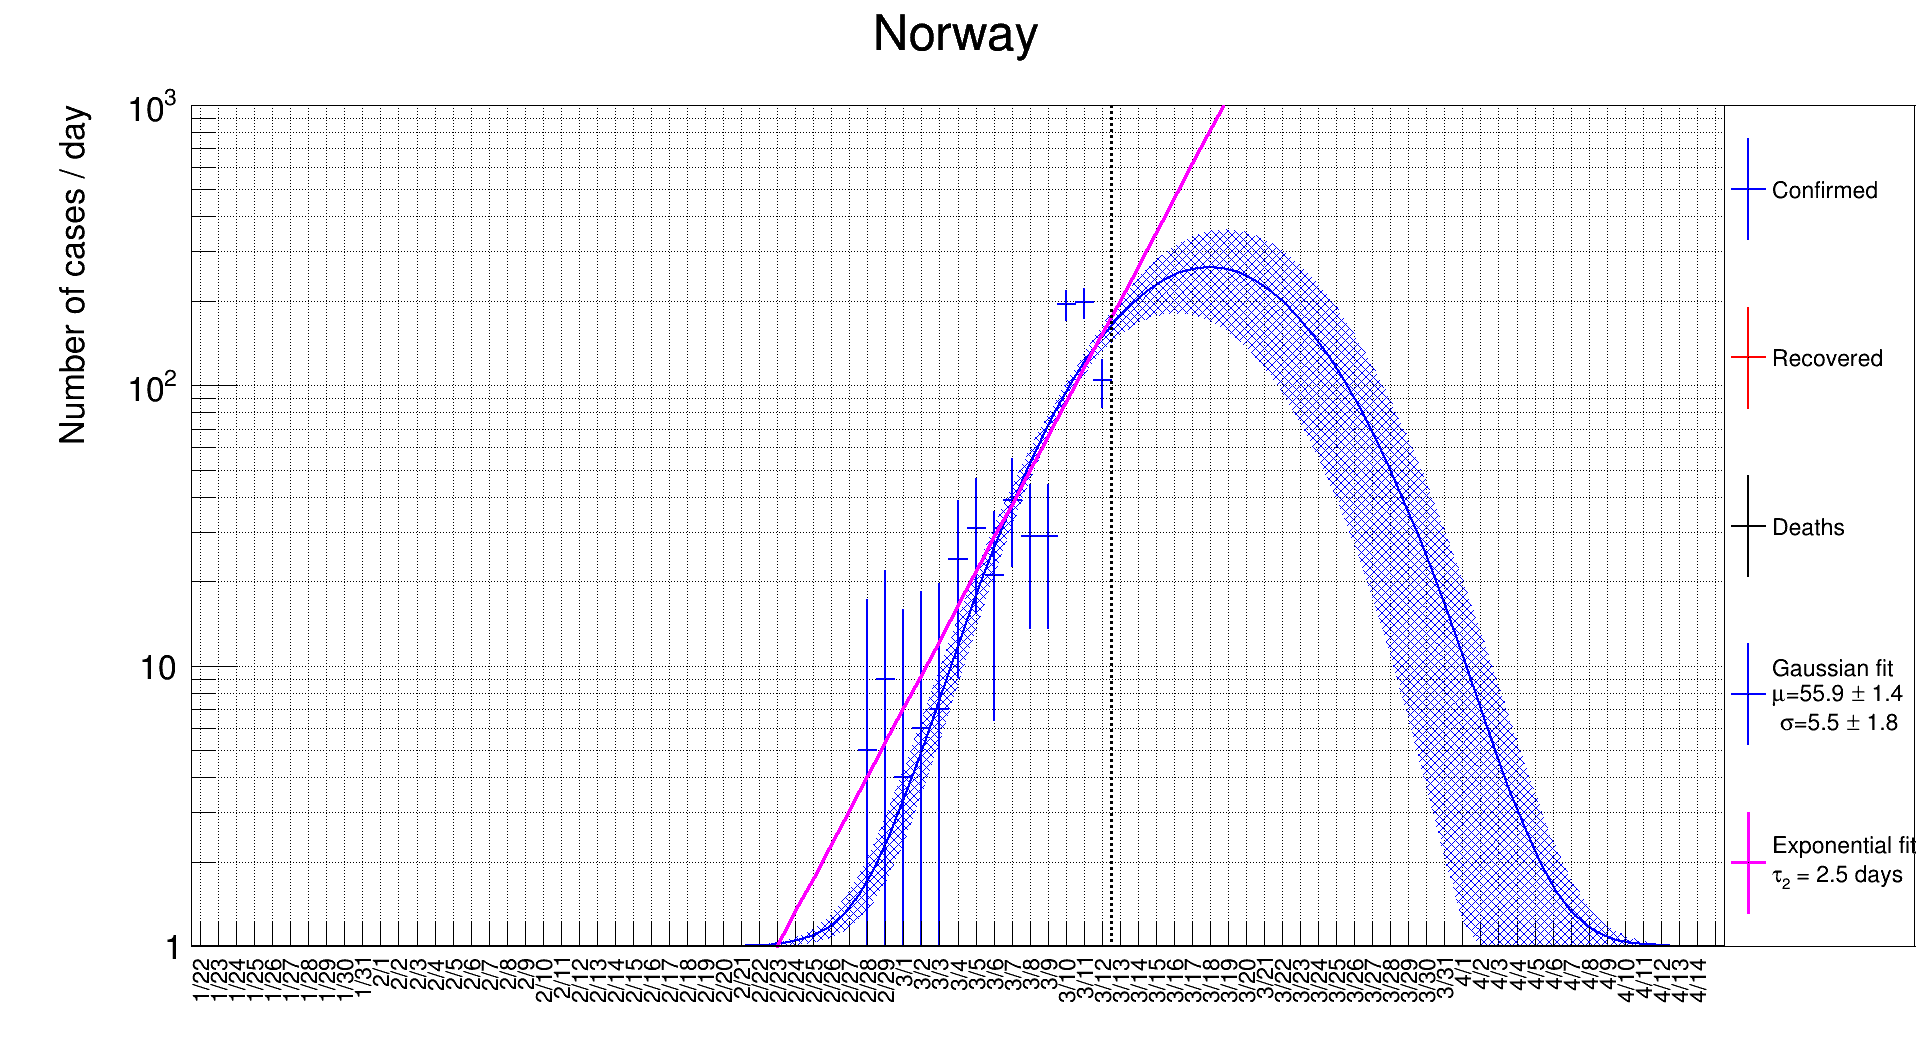 Norway
Number of cases / day
10³
10²
10
1
1/22 1/23 1/24 1/25 1/26 1/27 1/28 1/29 1/30 1/31 2/1 2/2 2/3 2/4 2/5 2/6 2/7 2/8 2/9 2/10 2/11 2/12 2/13 2/14 2/15 2/16 2/17 2/18 2/19 2/20 2/21 2/22 2/23 2/24 2/25 2/26 2/27 2/28 2/29 3/1 3/2 3/3 3/4 3/5 3/6 3/7 3/8 3/9 3/10 3/11 3/12 3/13 3/14 3/15 3/16 3/17 3/18 3/19 3/20 3/21 3/22 3/23 3/24 3/25 3/26 3/27 3/28 3/29 3/30 3/31 4/1 4/2 4/3 4/4 4/5 4/6 4/7 4/8 4/9 4/10 4/11 4/12 4/13 4/14
Confirmed
Recovered
Deaths
Gaussian fit
μ=55.9 ± 1.4
σ=5.5 ± 1.8
Exponential fit
τ₂ = 2.5 days